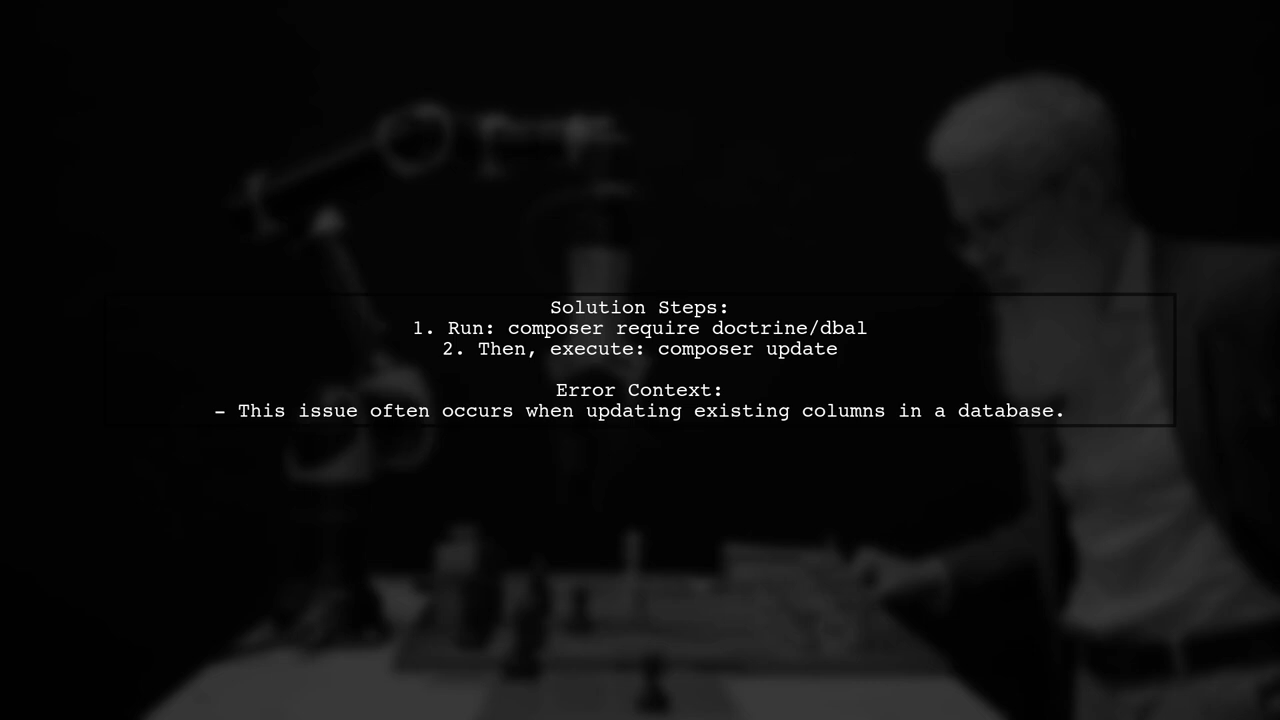 Solution Steps:
1. Run: composer require doctrine/dbal
2. Then, execute: composer update
Error Context:
– This issue often occurs when updating existing columns in a database.